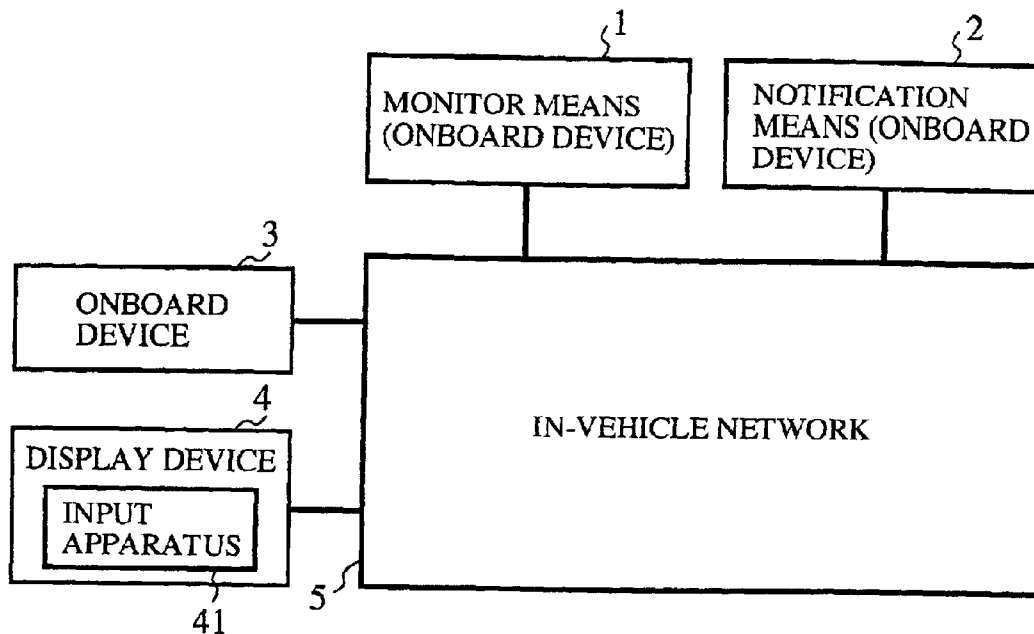 1
2
MONITOR MEANS
(ONBOARD DEVICE)
NOTIFICATION
MEANS (ONBOARD
DEVICE)
3
ONBOARD
DEVICE
4
DISPLAY DEVICE
INPUT
APPARATUS
41
IN-VEHICLE NETWORK
5